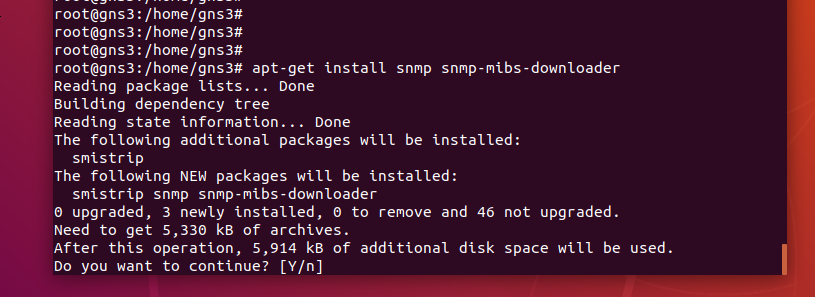 root@gns3:/home/gns3#
root@gns3:/home/gns3#
root@gns3:/home/gns3#
root@gns3:/home/gns3#
root@gns3:/home/gns3# apt-get install snmp snmp-mibs-downloader
Reading package lists... Done
Building dependency tree
Reading state information... Done
The following additional packages will be installed:
  smistrip
The following NEW packages will be installed:
  smistrip snmp snmp-mibs-downloader
0 upgraded, 3 newly installed, 0 to remove and 46 not upgraded.
Need to get 5,330 kB of archives.
After this operation, 5,914 kB of additional disk space will be used.
Do you want to continue? [Y/n]